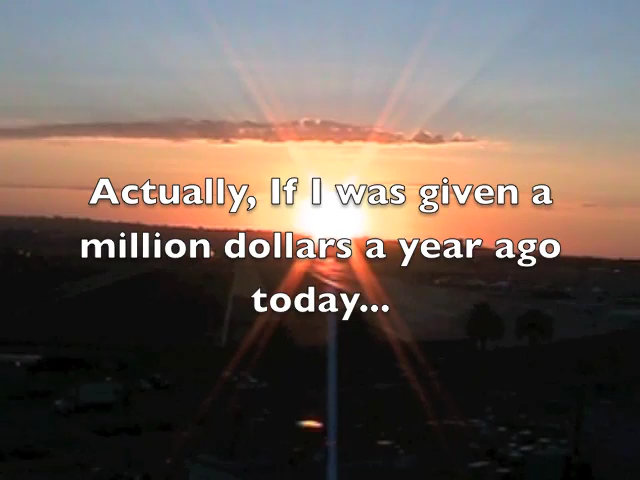 Actually, If I was given a
million dollars a year ago
today...